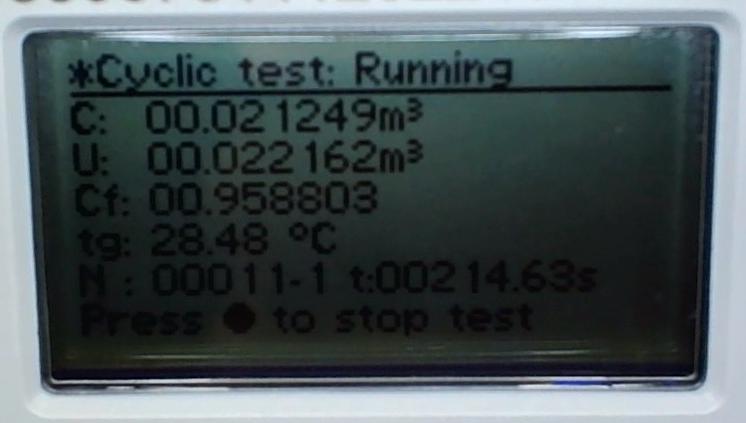 *Cyclic test: Running
C: 00.021249m³
U: 00.022162m³
Cf: 00.958803
tg: 28.48 °C
N : 00011-1 t:00214.63s
Press ● to stop test